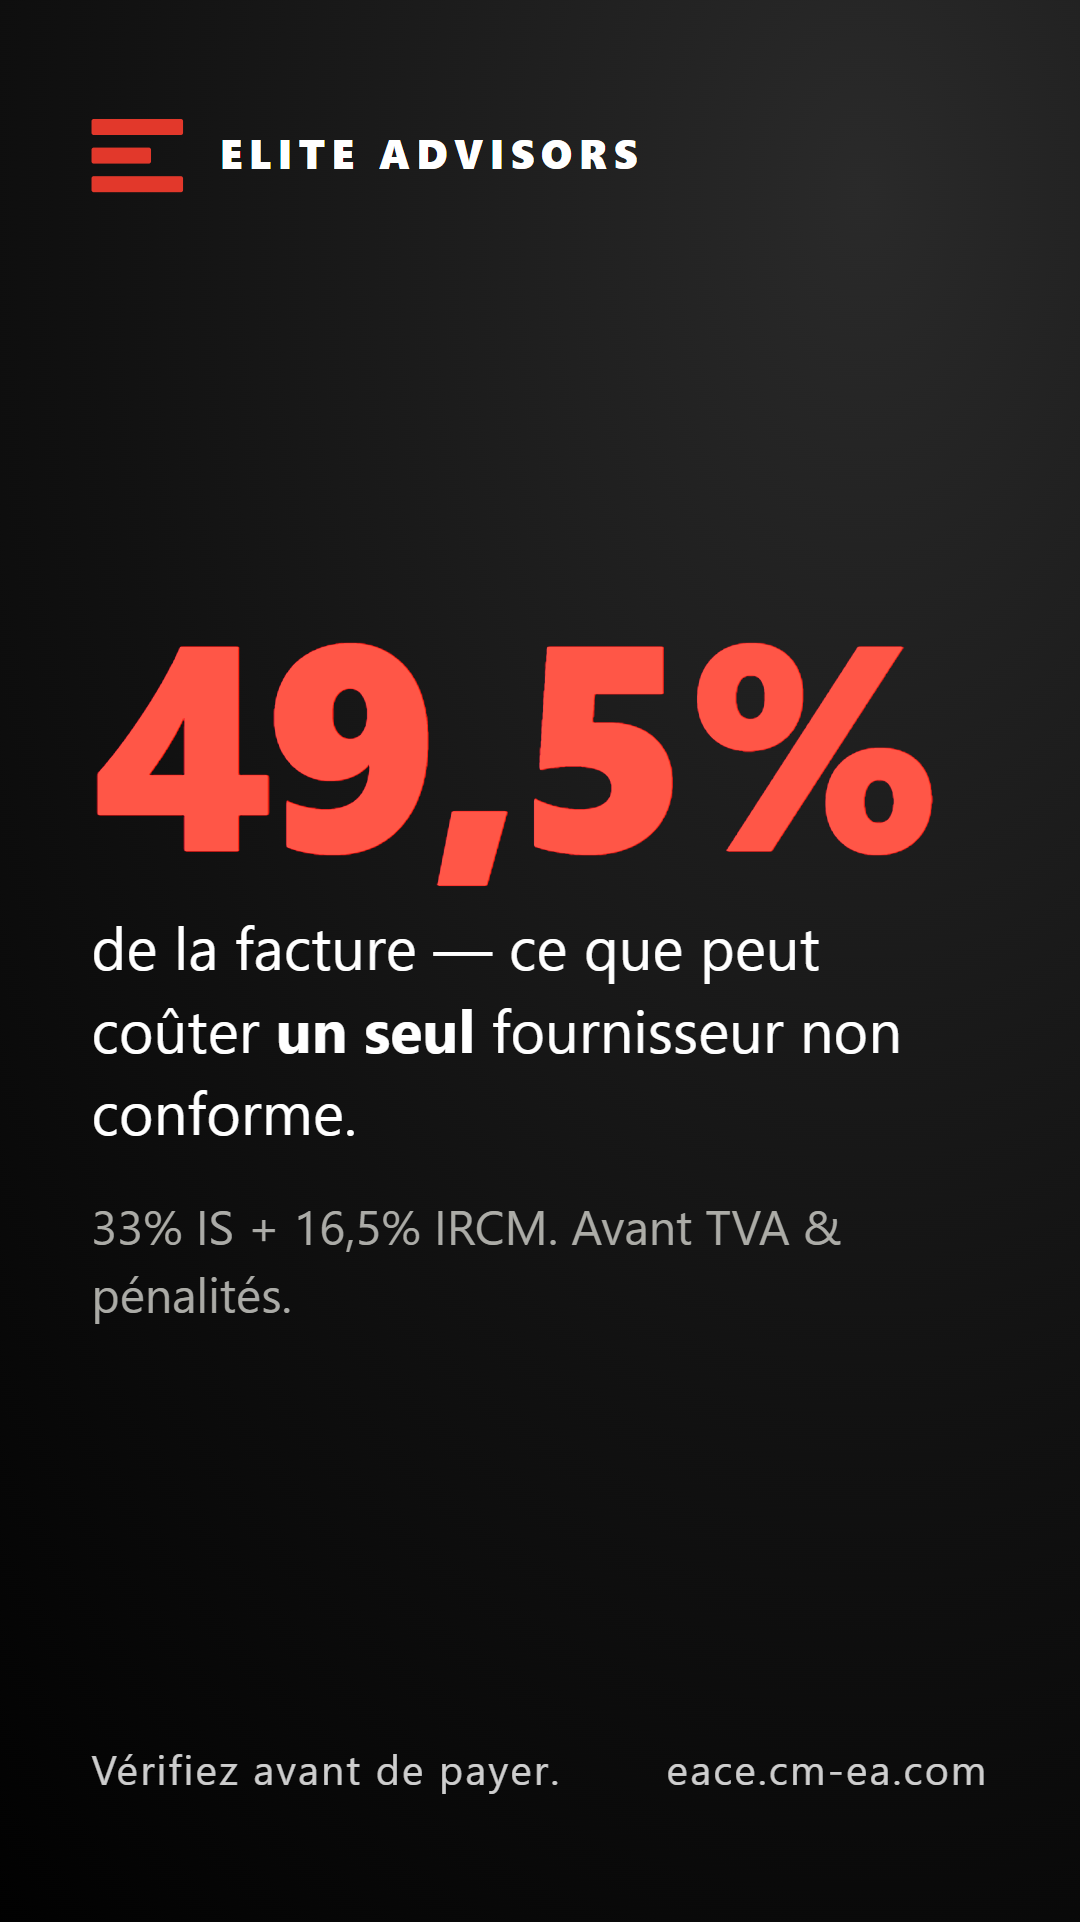 ELITE ADVISORS
49,5%
de la facture — ce que peut
coûter un seul fournisseur non
conforme.
33% IS + 16,5% IRCM. Avant TVA &
pénalités.
Vérifiez avant de payer.
eace.cm-ea.com